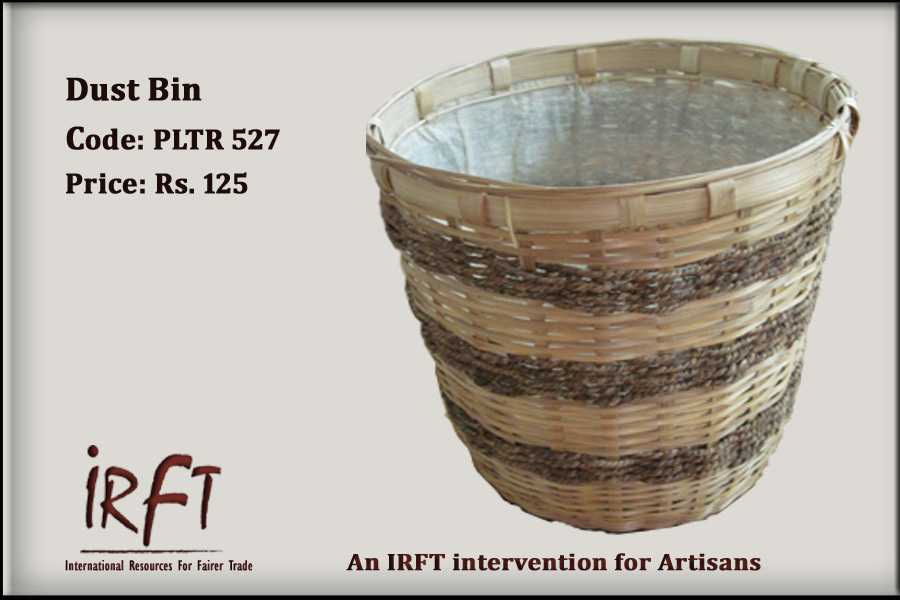 Dust Bin
Code: PLTR 527
Price: Rs. 125
iRFT
International Resources For Fairer Trade
An IRFT intervention for Artisans